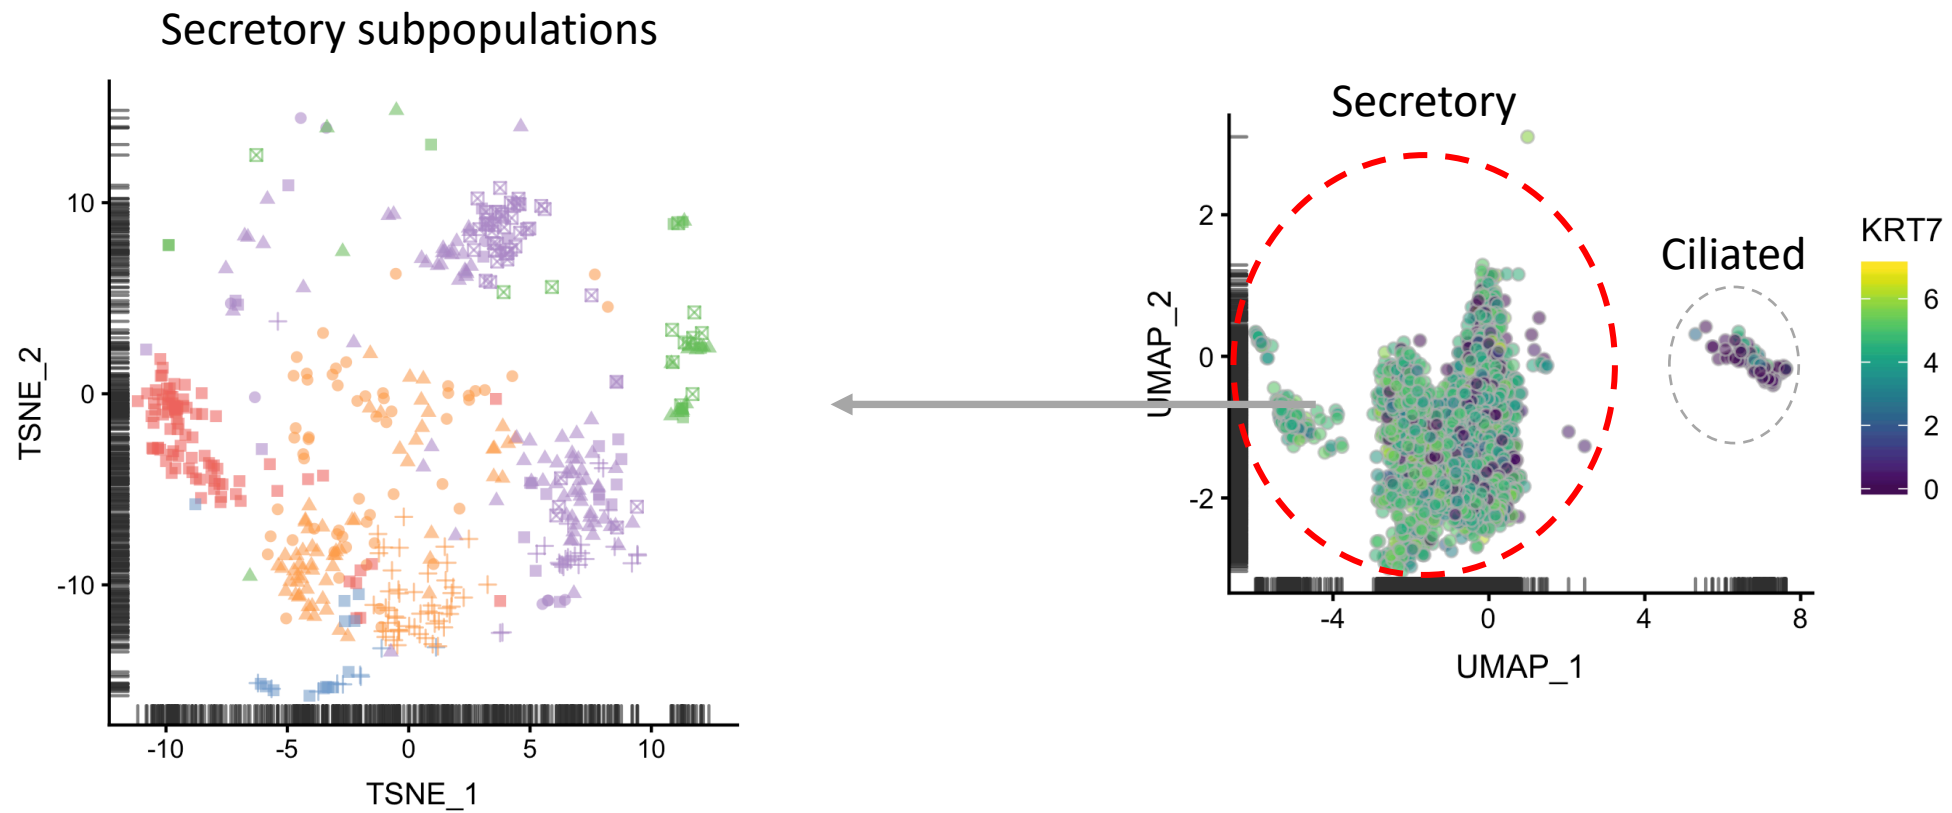 Secretory subpopulations
10
0
-10
TSNE_2
-10
-5
0
5
10
TSNE_1
Secretory
Ciliated
2
0
-2
UMAP_2
-4
0
4
8
UMAP_1
KRT7
6
4
2
0